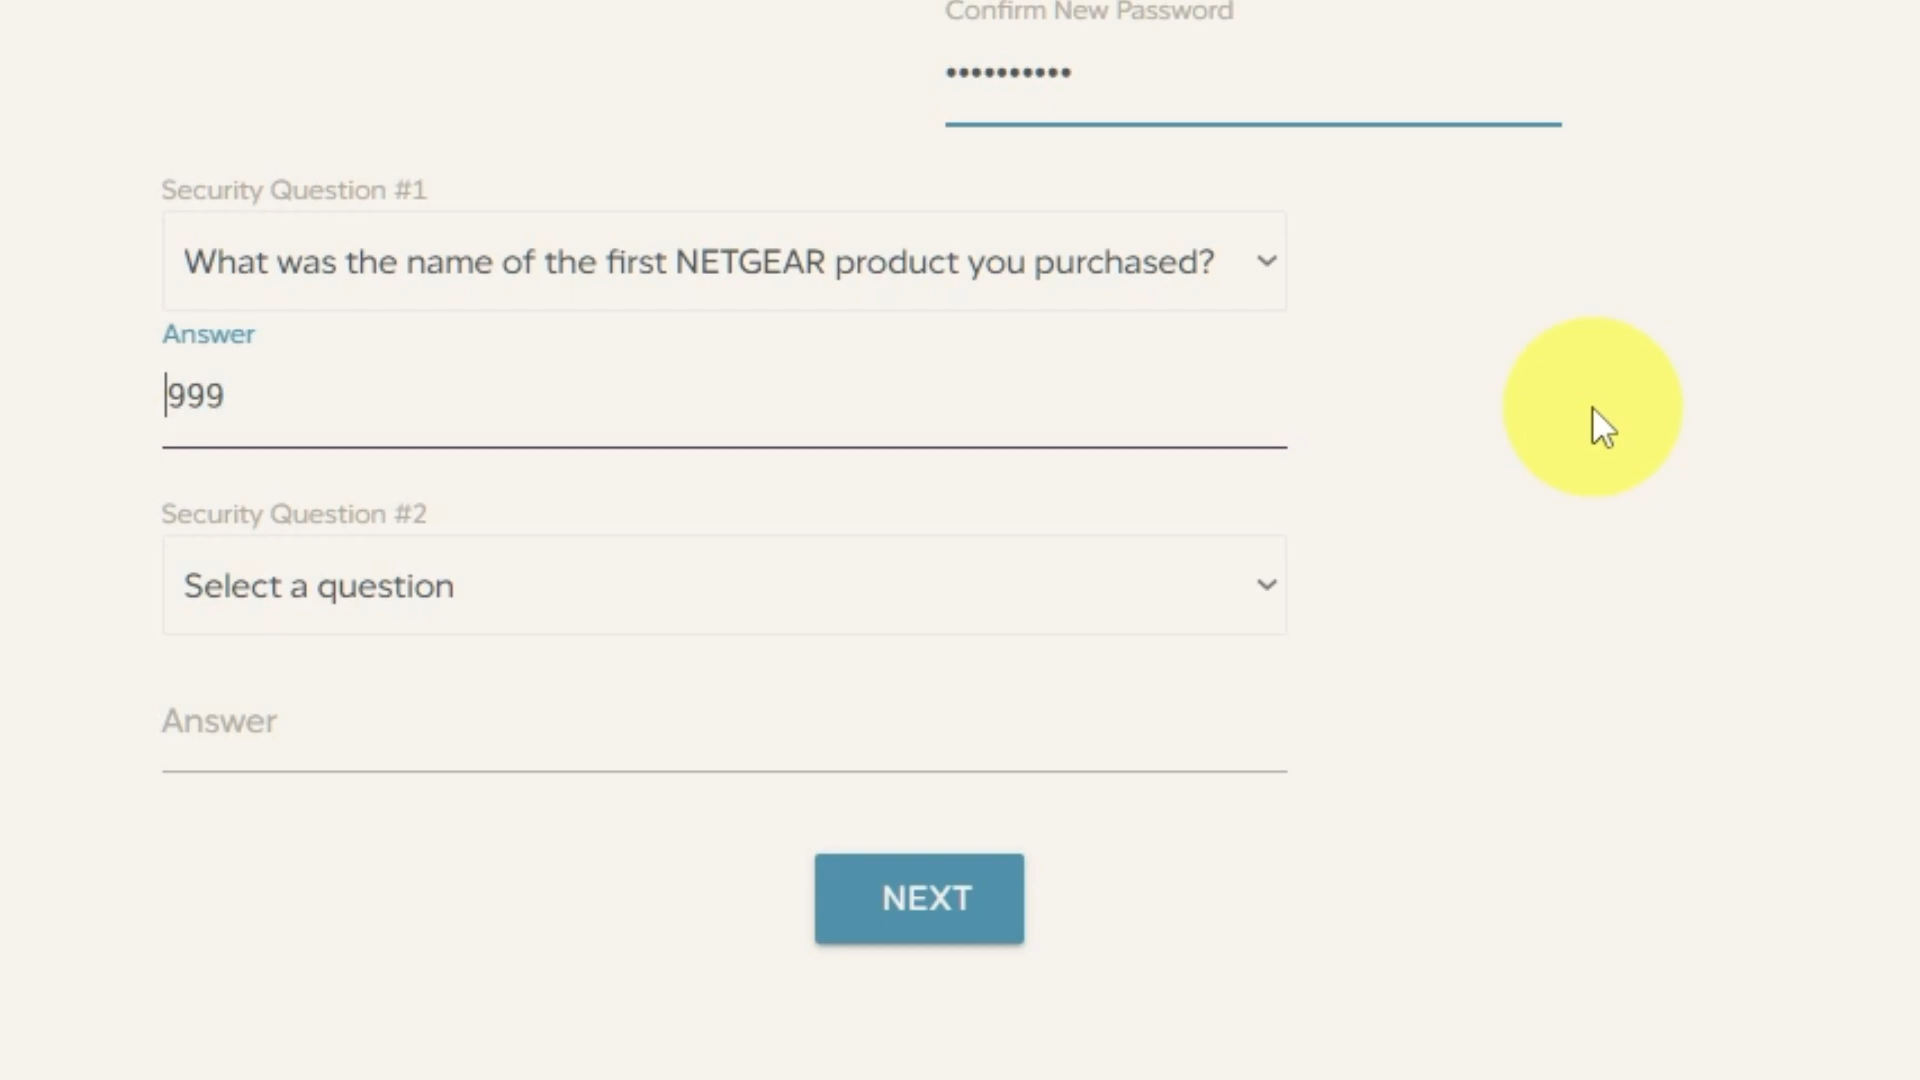 Confirm New Password
••••••••••
Security Question #1
What was the name of the first NETGEAR product you purchased?
Answer
999
Security Question #2
Select a question
Answer
NEXT